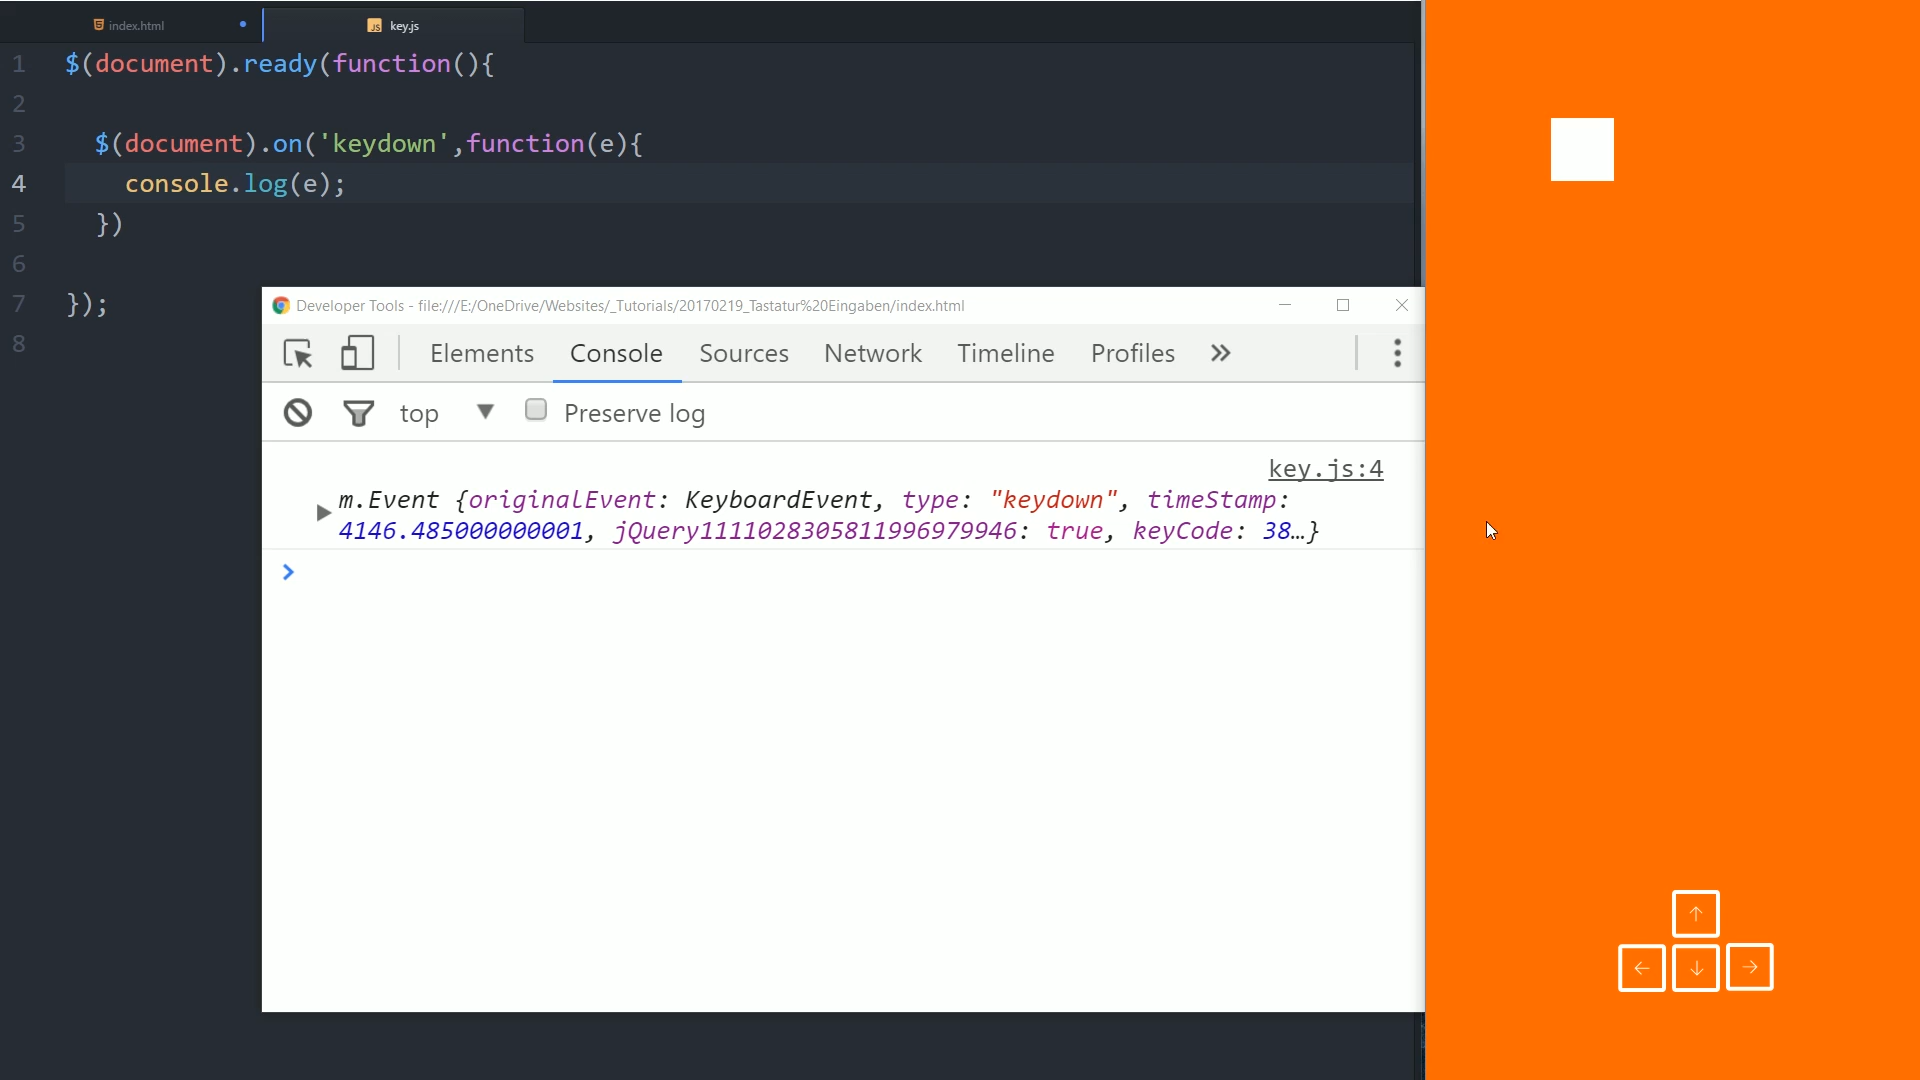 index.html
key.js
1 $(document).ready(function(){
2
3 $(document).on('keydown',function(e){
4 console.log(e);
5 })
6
7 });
8
Developer Tools - file:///E:/OneDrive/Websites/_Tutorials/20170219_Tastatur%20Eingaben/index.html
Elements Console Sources Network Timeline Profiles »
top ▼ Preserve log
key.js:4
▶ m.Event {originalEvent: KeyboardEvent, type: "keydown", timeStamp:
4146.485000000001, jQuery1111028305811996979946: true, keyCode: 38…}
>
↑
← ↓ →